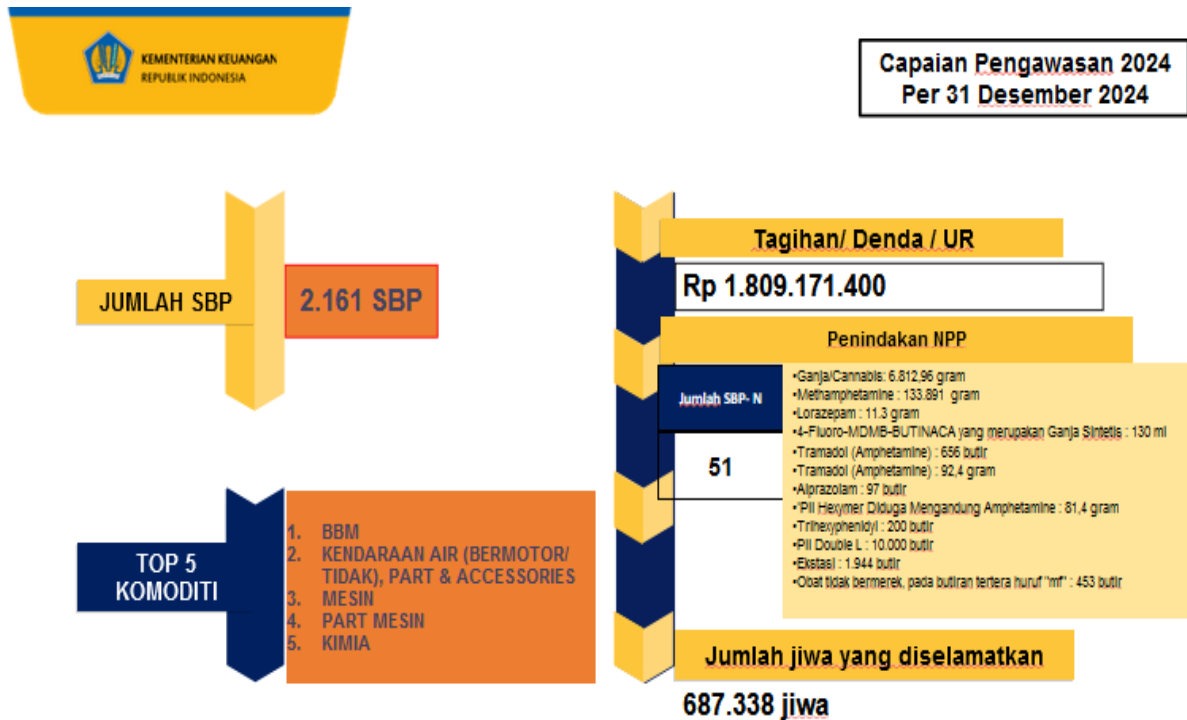 KEMENTERIAN KEUANGAN
REPUBLIK INDONESIA
Capaian Pengawasan 2024
Per 31 Desember 2024
JUMLAH SBP
2.161 SBP
TOP 5
KOMODITI
1. BBM
2. KENDARAAN AIR (BERMOTOR/
TIDAK), PART & ACCESSORIES
3. MESIN
4. PART MESIN
5. KIMIA
Tagihan/ Denda / UR
Rp 1.809.171.400
Penindakan NPP
Jumlah SBP- N
51
•Ganja/Cannabis: 6.812,96 gram
•Methamphetamine : 133.891 gram
•Lorazepam : 11.3 gram
•4-Fluoro-MDMB-BUTINACA yang merupakan Ganja Sintetis : 130 ml
•Tramadol (Amphetamine) : 656 butir
•Tramadol (Amphetamine) : 92,4 gram
•Alprazolam : 97 butir
•"Pil Hexymer Diduga Mengandung Amphetamine : 81,4 gram
•Trihexyphenidyl : 200 butir
•Pil Double L : 10.000 butir
•Ekstasi : 1.944 butir
•Obat tidak bermerek, pada butiran tertera huruf "mf" : 453 butir
Jumlah jiwa yang diselamatkan
687.338 jiwa